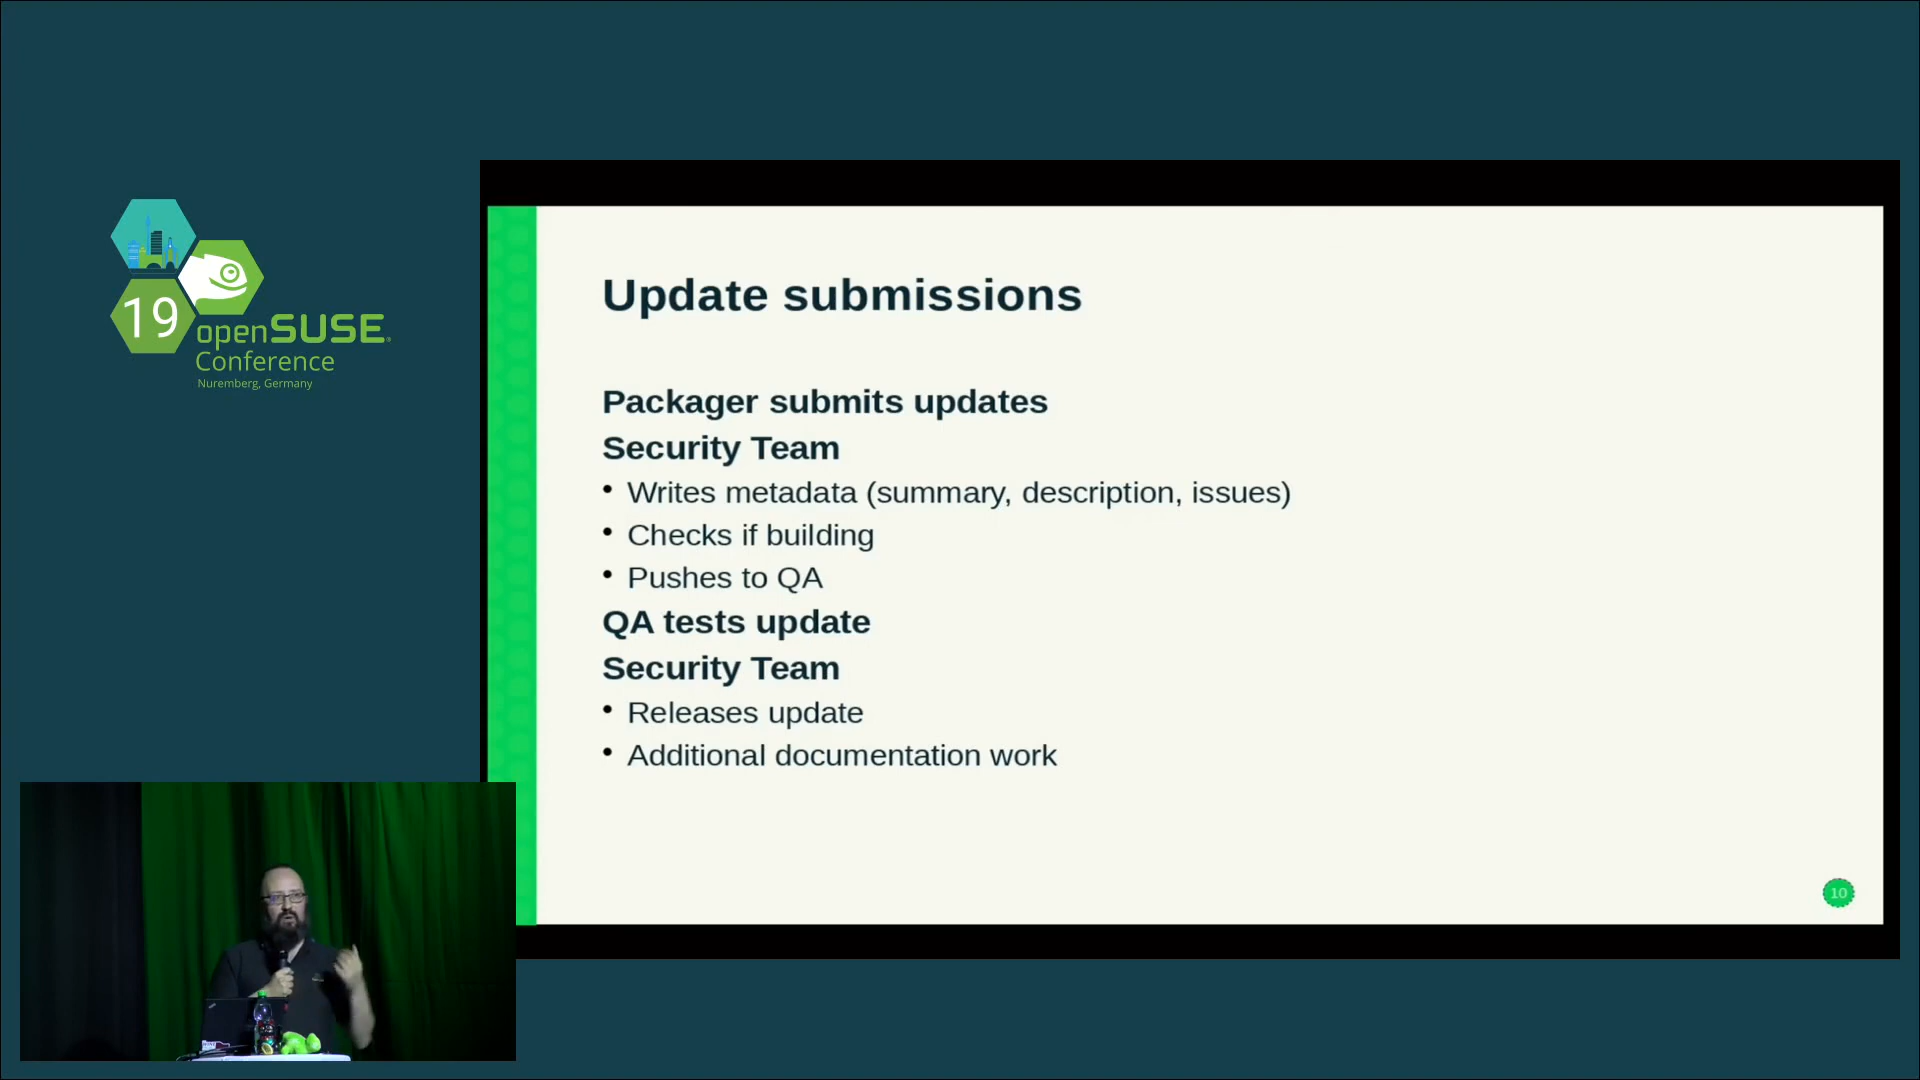 19
openSUSE
Conference
Nuremberg, Germany
Update submissions
Packager submits updates
Security Team
• Writes metadata (summary, description, issues)
• Checks if building
• Pushes to QA
QA tests update
Security Team
• Releases update
• Additional documentation work
10